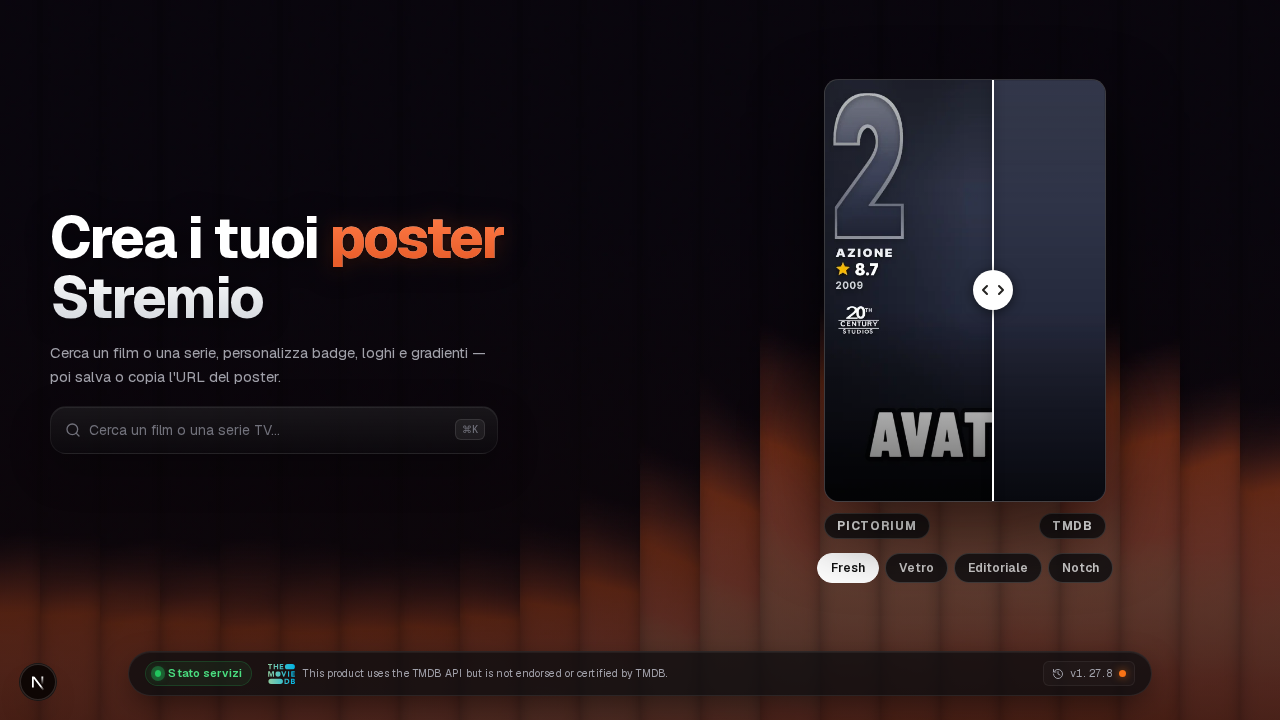 Crea i tuoi poster
Stremio
Cerca un film o una serie, personalizza badge, loghi e gradienti —
poi salva o copia l'URL del poster.
Cerca un film o una serie TV...
⌘K
2
AZIONE
8.7
2009
20TH
CENTURY
STUDIOS
AVAT
PICTORIUM
TMDB
Fresh
Vetro
Editoriale
Notch
N
Stato servizi
THE
MOVIE
DB
This product uses the TMDB API but is not endorsed or certified by TMDB.
v1.27.8